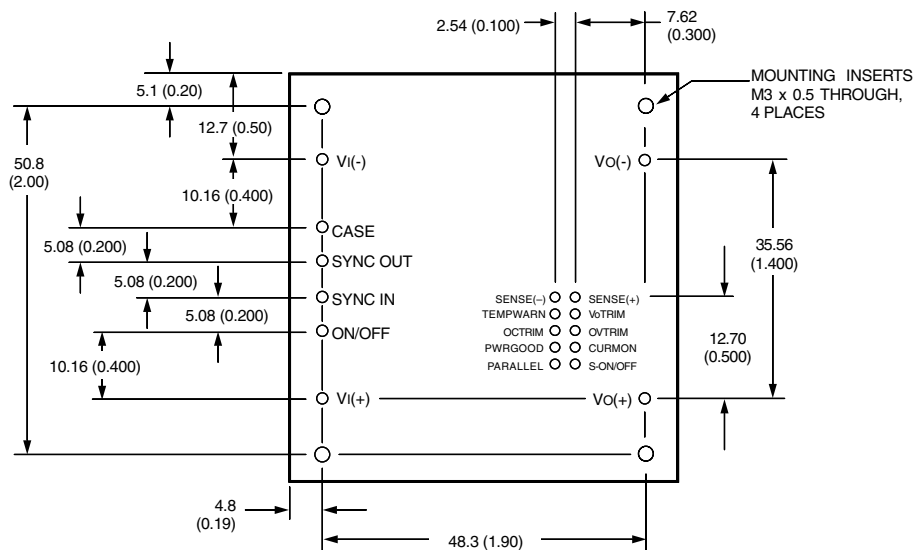 2.54 (0.100)
7.62
(0.300)
5.1 (0.20)
12.7 (0.50)
MOUNTING INSERTS
M3 x 0.5 THROUGH,
4 PLACES
50.8
(2.00)
VI(-)
VO(-)
10.16 (0.400)
CASE
5.08 (0.200)
SYNC OUT
35.56
(1.400)
5.08 (0.200)
SYNC IN
SENSE(–)
SENSE(+)
5.08 (0.200)
TEMPWARN
VoTRIM
ON/OFF
OCTRIM
OVTRIM
12.70
(0.500)
PWRGOOD
CURMON
10.16 (0.400)
PARALLEL
S-ON/OFF
VI(+)
VO(+)
4.8
(0.19)
48.3 (1.90)